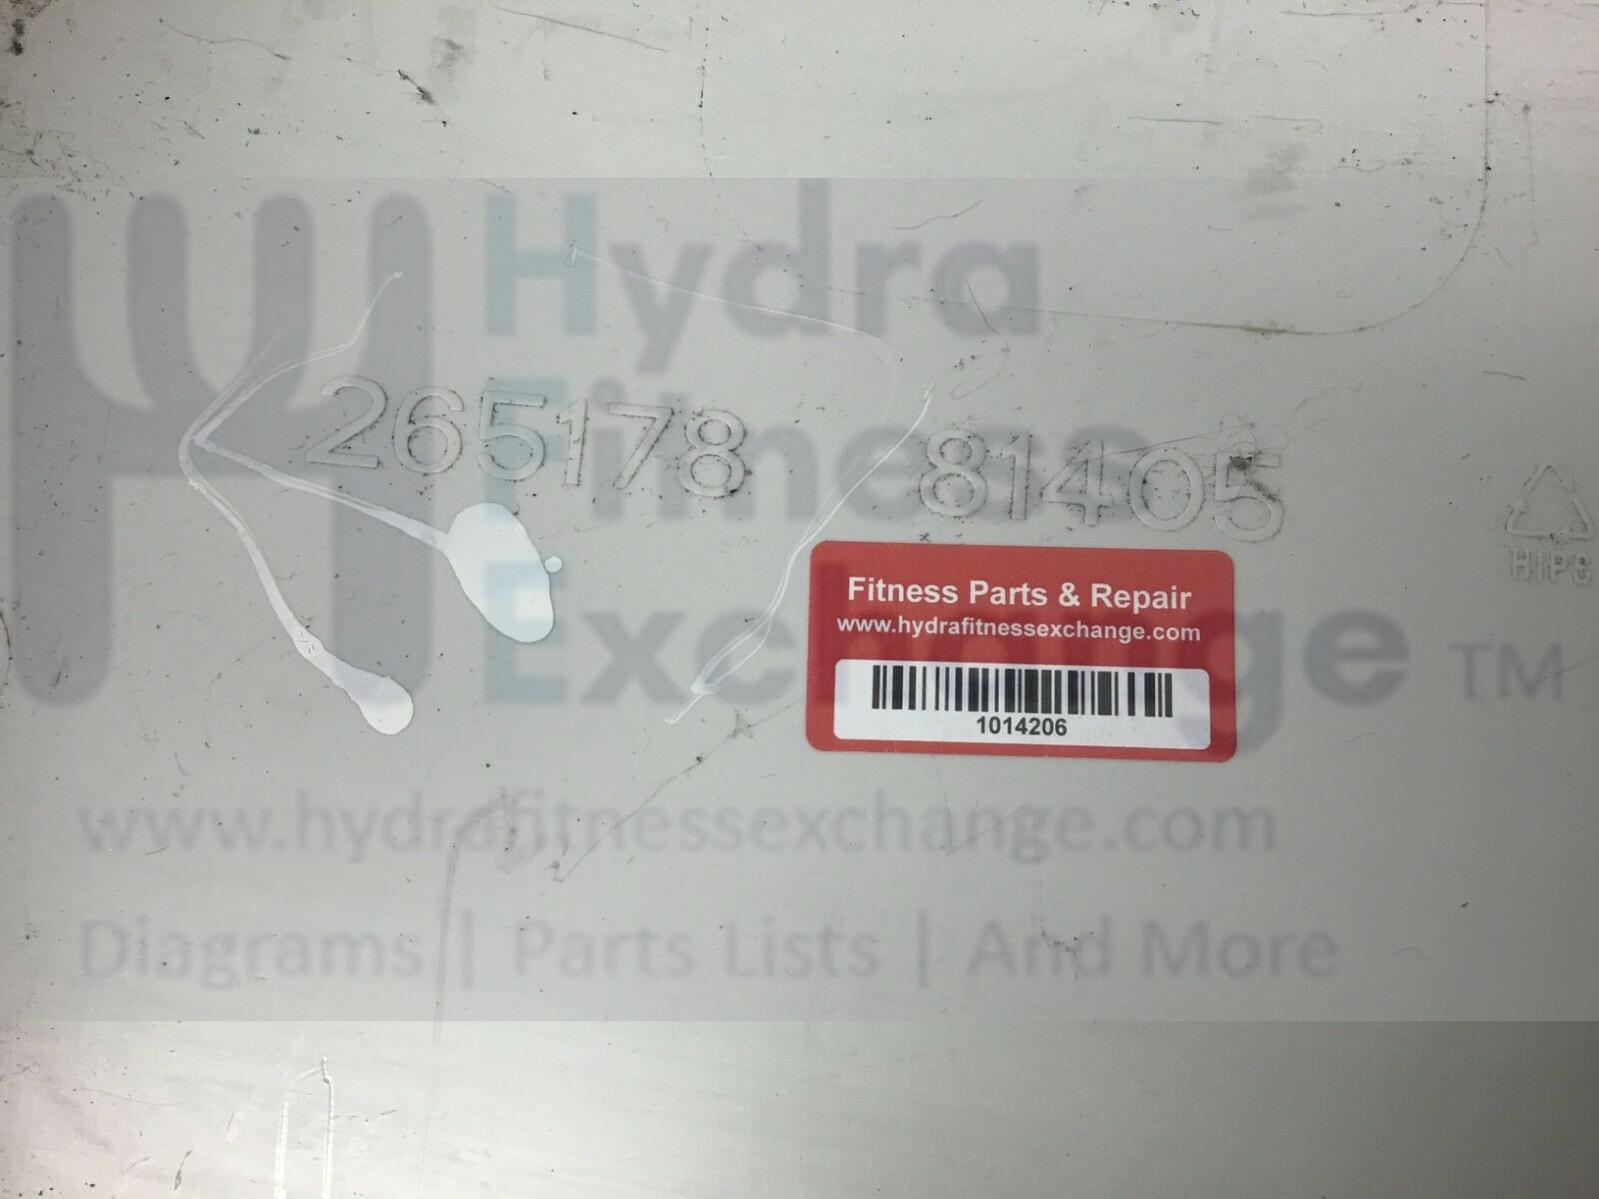 Hydra
Fitness
Exchange TM
265178 81405
HIPS
Fitness Parts & Repair
www.hydrafitnessexchange.com
1014206
www.hydrafitnessexchange.com
Diagrams | Parts Lists | And More